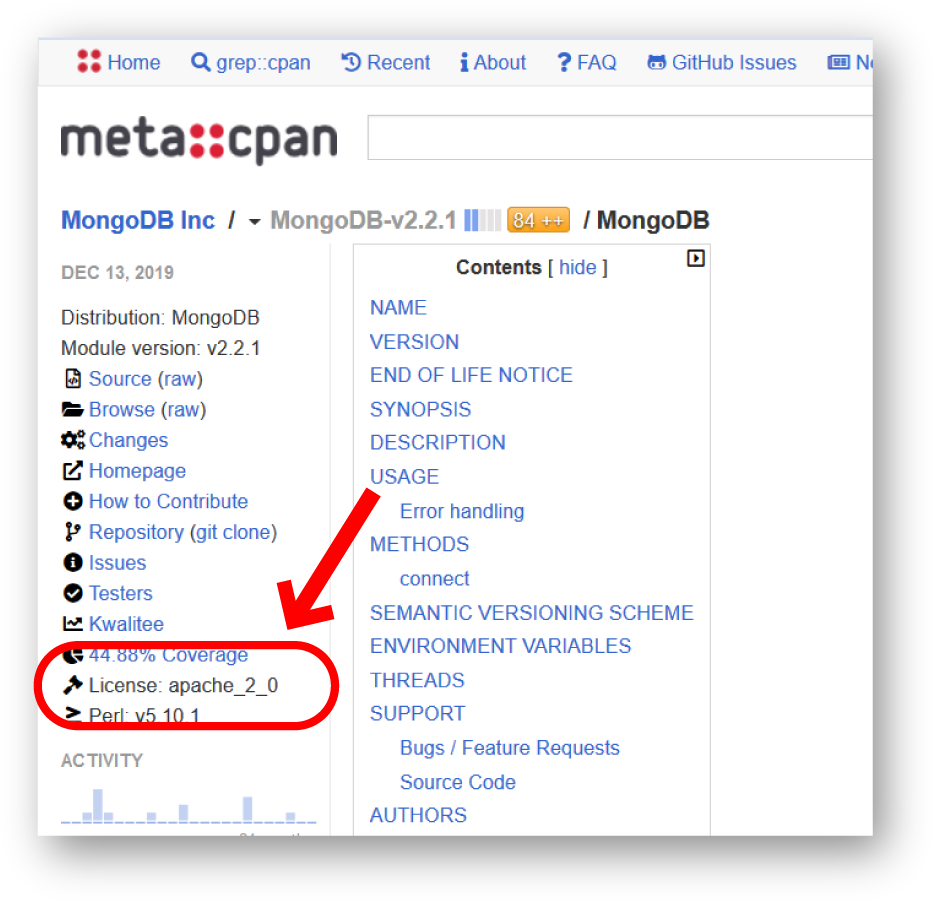 Home grep::cpan Recent About FAQ GitHub Issues
meta::cpan
MongoDB Inc / MongoDB-v2.2.1 84 ++ / MongoDB
DEC 13, 2019
Distribution: MongoDB
Module version: v2.2.1
Source (raw)
Browse (raw)
Changes
Homepage
How to Contribute
Repository (git clone)
Issues
Testers
Kwalitee
44.88% Coverage
License: apache_2_0
Perl: v5.10.1
ACTIVITY
Contents [ hide ]
NAME
VERSION
END OF LIFE NOTICE
SYNOPSIS
DESCRIPTION
USAGE
Error handling
METHODS
connect
SEMANTIC VERSIONING SCHEME
ENVIRONMENT VARIABLES
THREADS
SUPPORT
Bugs / Feature Requests
Source Code
AUTHORS